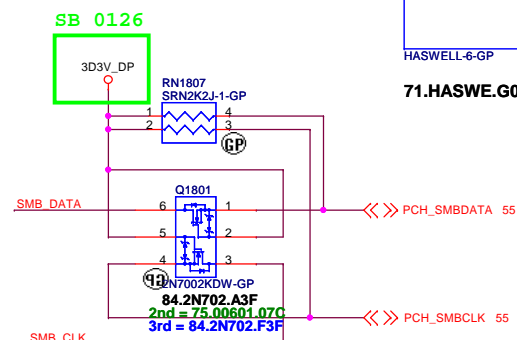 SB 0126
3D3V_DP
HASWELL-6-GP
71.HASWE.G0
RN1807
SRN2K2J-1-GP
1 4
2 3
GP
Q1801
SMB_DATA 6 1 PCH_SMBDATA 55
5 2
4 3
GP
2N7002KDW-GP
84.2N702.A3F
2nd = 75.00601.07C
3rd = 84.2N702.F3F
PCH_SMBCLK 55
SMB_CLK